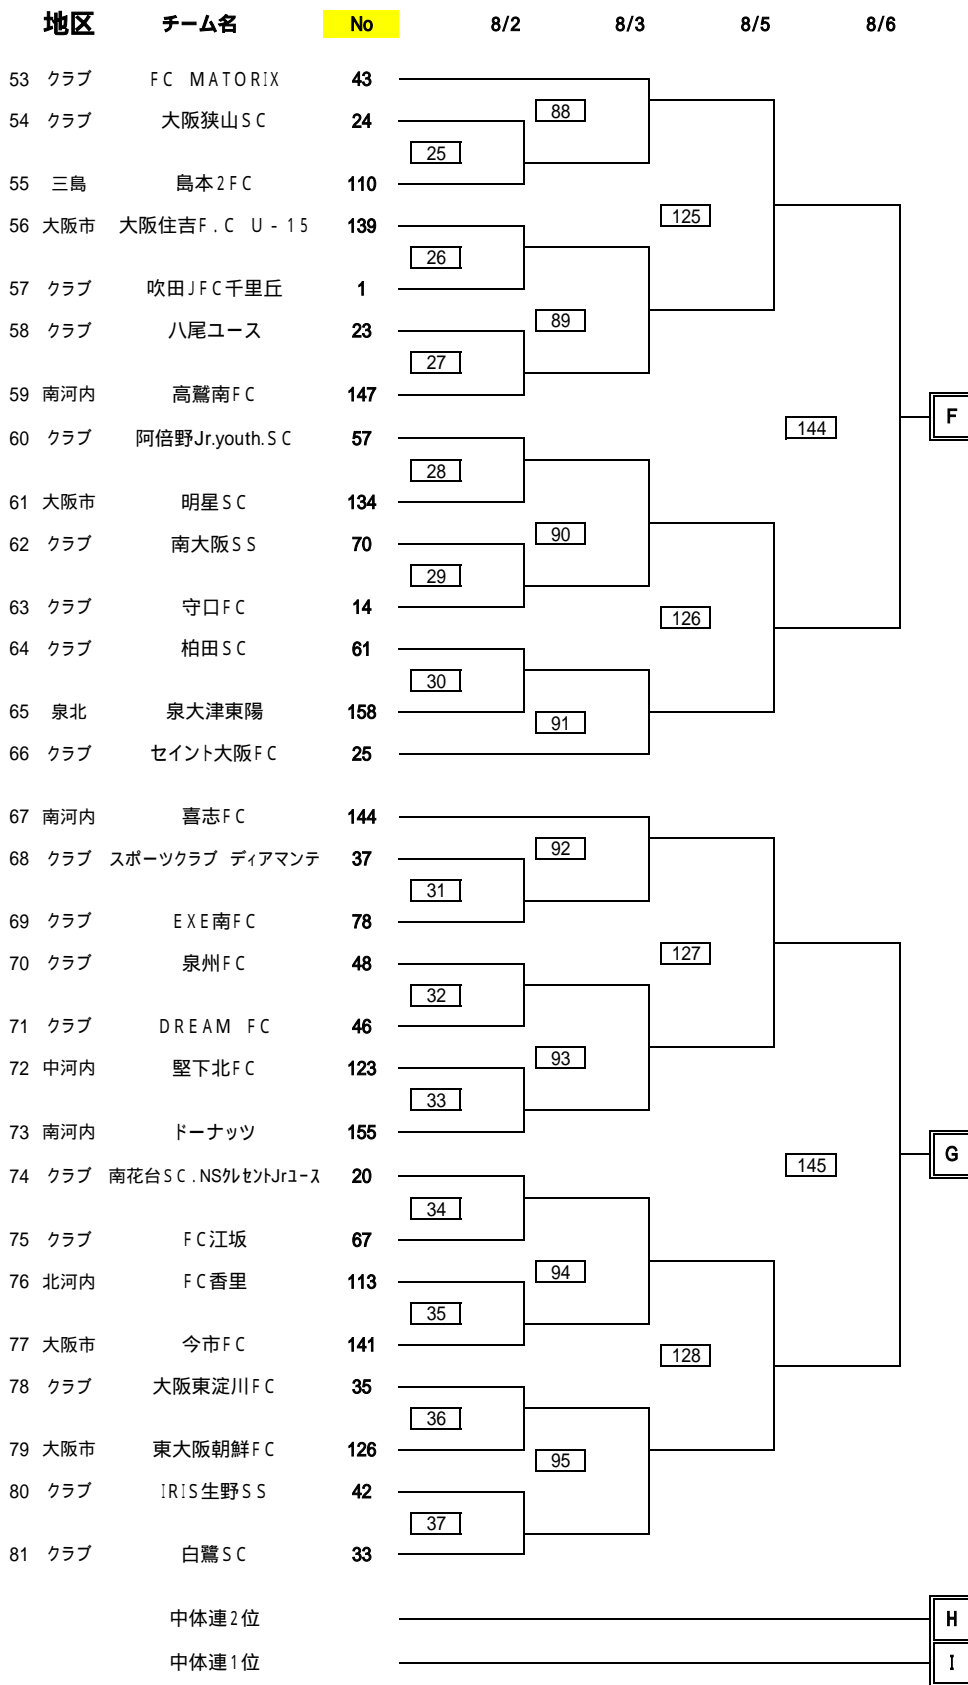 地区 チーム名 No 8/2 8/3 8/5 8/6
53 クラブ FC MATORIX 43
88
54 クラブ 大阪狭山SC 24
25
55 三島 島本2FC 110
125
56 大阪市 大阪住吉F.C U-15 139
26
57 クラブ 吹田JFC千里丘 1
89
58 クラブ 八尾ユース 23
27
59 南河内 高鷲南FC 147
F
144
60 クラブ 阿倍野Jr.youth.SC 57
28
61 大阪市 明星SC 134
90
62 クラブ 南大阪SS 70
29
63 クラブ 守口FC 14
126
64 クラブ 柏田SC 61
30
65 泉北 泉大津東陽 158
91
66 クラブ セイント大阪FC 25
67 南河内 喜志FC 144
92
68 クラブ スポーツクラブ ディアマンテ 37
31
69 クラブ EXE南FC 78
127
70 クラブ 泉州FC 48
32
71 クラブ DREAM FC 46
93
72 中河内 堅下北FC 123
33
73 南河内 ドーナッツ 155
G
145
74 クラブ 南花台SC.NSクレセントJrユース 20
34
75 クラブ FC江坂 67
94
76 北河内 FC香里 113
35
77 大阪市 今市FC 141
128
78 クラブ 大阪東淀川FC 35
36
79 大阪市 東大阪朝鮮FC 126
95
80 クラブ IRIS生野SS 42
37
81 クラブ 白鷺SC 33
中体連2位 H
中体連1位 I